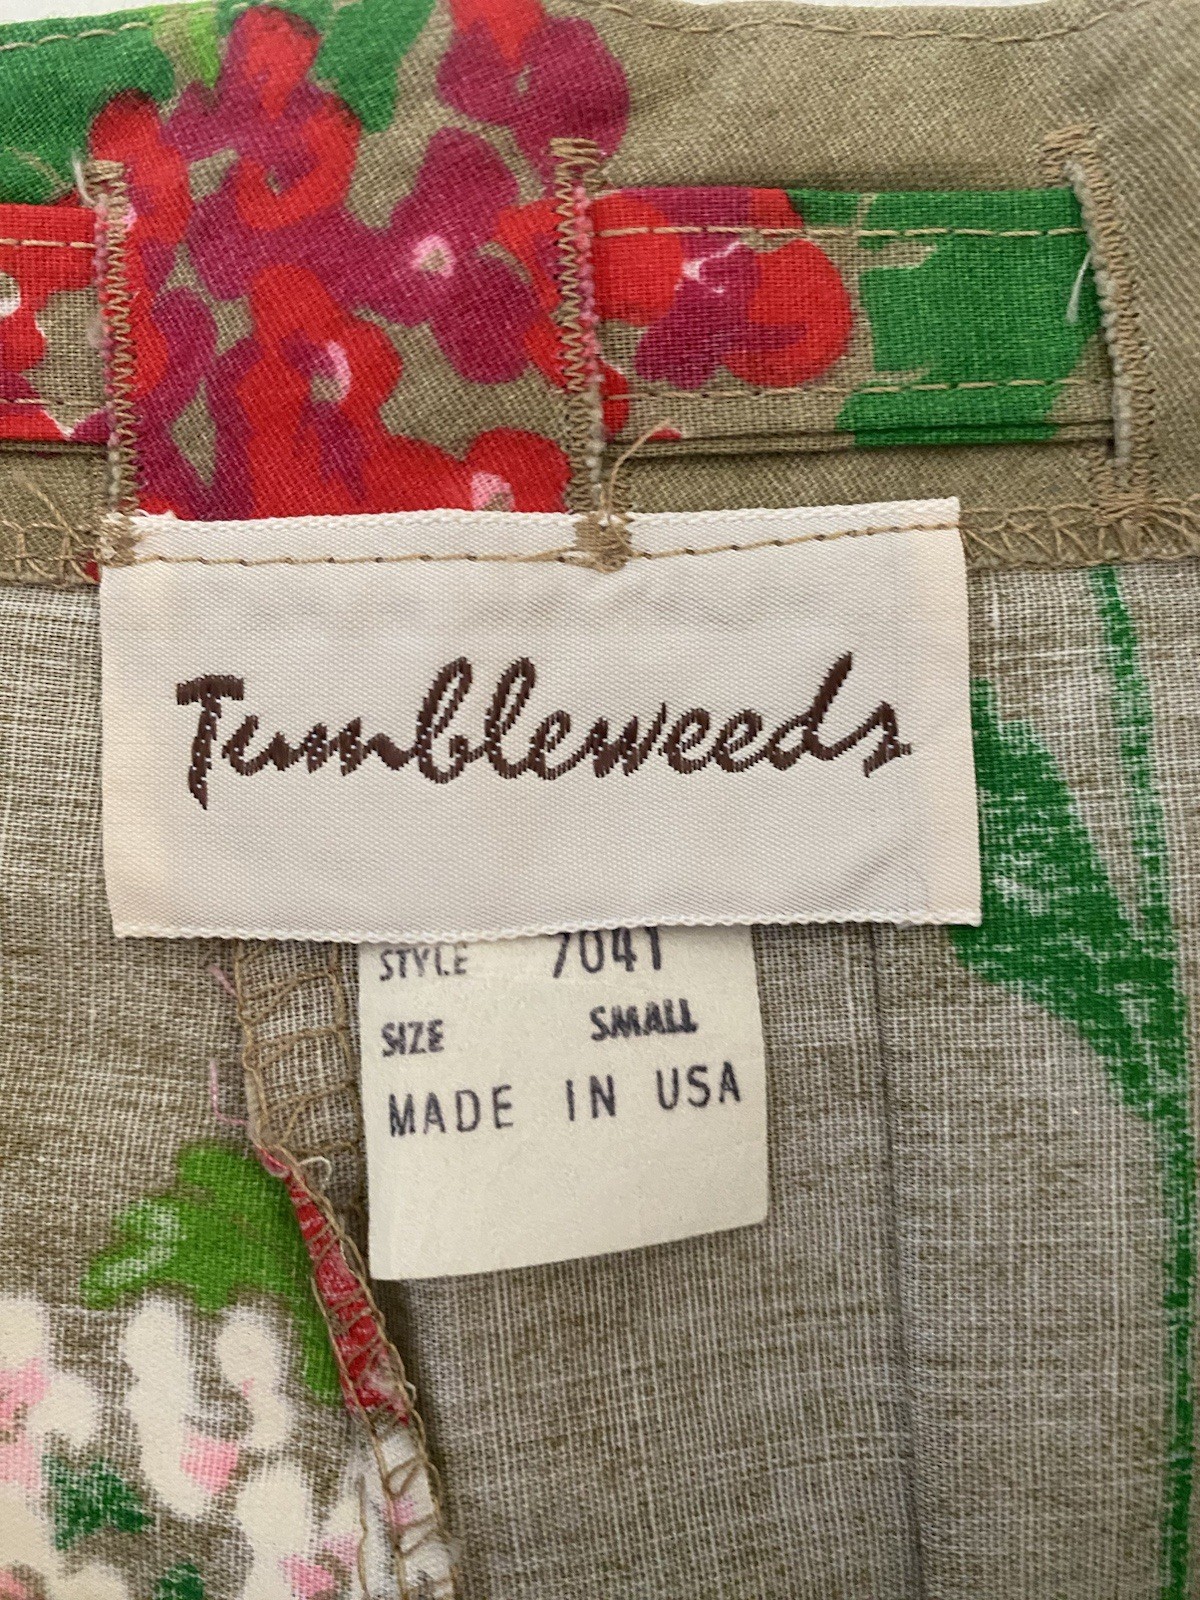 Tumbleweeds
STYLE 7041
SIZE SMALL
MADE IN USA